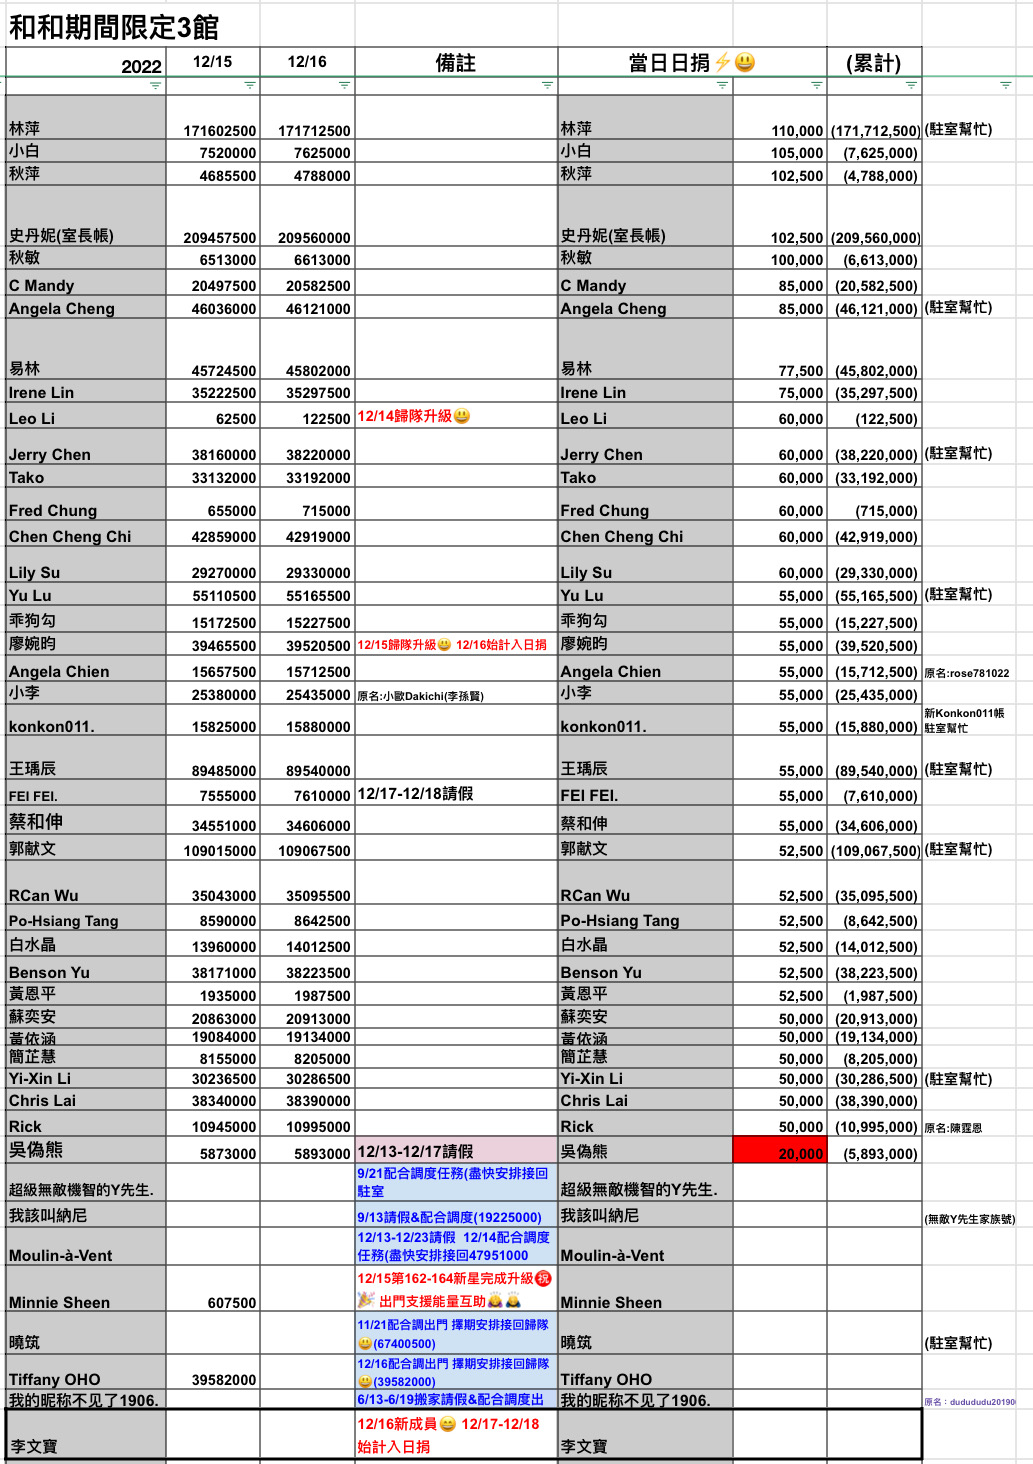 和和期間限定3館
2022 12/15 12/16 備註 當日日捐⚡😃 (累計)
林萍 171602500 171712500 林萍 110,000 (171,712,500) (駐室幫忙)
小白 7520000 7625000 小白 105,000 (7,625,000)
秋萍 4685500 4788000 秋萍 102,500 (4,788,000)
史丹妮(室長帳) 209457500 209560000 史丹妮(室長帳) 102,500 (209,560,000)
秋敏 6513000 6613000 秋敏 100,000 (6,613,000)
C Mandy 20497500 20582500 C Mandy 85,000 (20,582,500)
Angela Cheng 46036000 46121000 Angela Cheng 85,000 (46,121,000) (駐室幫忙)
易林 45724500 45802000 易林 77,500 (45,802,000)
Irene Lin 35222500 35297500 Irene Lin 75,000 (35,297,500)
Leo Li 62500 122500 12/14歸隊升級😃 Leo Li 60,000 (122,500)
Jerry Chen 38160000 38220000 Jerry Chen 60,000 (38,220,000) (駐室幫忙)
Tako 33132000 33192000 Tako 60,000 (33,192,000)
Fred Chung 655000 715000 Fred Chung 60,000 (715,000)
Chen Cheng Chi 42859000 42919000 Chen Cheng Chi 60,000 (42,919,000)
Lily Su 29270000 29330000 Lily Su 60,000 (29,330,000)
Yu Lu 55110500 55165500 Yu Lu 55,000 (55,165,500) (駐室幫忙)
乖狗勾 15172500 15227500 乖狗勾 55,000 (15,227,500)
廖婉昀 39465500 39520500 12/15歸隊升級😃 12/16始計入日捐 廖婉昀 55,000 (39,520,500)
Angela Chien 15657500 15712500 Angela Chien 55,000 (15,712,500) 原名:rose781022
小李 25380000 25435000 原名:小歐Dakichi(李孫賢) 小李 55,000 (25,435,000)
konkon011. 15825000 15880000 konkon011. 55,000 (15,880,000) 新Konkon011帳
駐室幫忙
王瑀辰 89485000 89540000 王瑀辰 55,000 (89,540,000) (駐室幫忙)
FEI FEI. 7555000 7610000 12/17-12/18請假 FEI FEI. 55,000 (7,610,000)
蔡和伸 34551000 34606000 蔡和伸 55,000 (34,606,000)
郭献文 109015000 109067500 郭献文 52,500 (109,067,500) (駐室幫忙)
RCan Wu 35043000 35095500 RCan Wu 52,500 (35,095,500)
Po-Hsiang Tang 8590000 8642500 Po-Hsiang Tang 52,500 (8,642,500)
白水晶 13960000 14012500 白水晶 52,500 (14,012,500)
Benson Yu 38171000 38223500 Benson Yu 52,500 (38,223,500)
黃恩平 1935000 1987500 黃恩平 52,500 (1,987,500)
蘇奕安 20863000 20913000 蘇奕安 50,000 (20,913,000)
黃依涵 19084000 19134000 黃依涵 50,000 (19,134,000)
簡芷慧 8155000 8205000 簡芷慧 50,000 (8,205,000)
Yi-Xin Li 30236500 30286500 Yi-Xin Li 50,000 (30,286,500) (駐室幫忙)
Chris Lai 38340000 38390000 Chris Lai 50,000 (38,390,000)
Rick 10945000 10995000 Rick 50,000 (10,995,000) 原名:陳霆恩
吳偽熊 5873000 5893000 12/13-12/17請假 吳偽熊 20,000 (5,893,000)
9/21配合調度任務(盡快安排接回
超級無敵機智的Y先生. 駐室 超級無敵機智的Y先生.
我該叫納尼 9/13請假&配合調度(19225000) 我該叫納尼 (無敵Y先生家族號)
12/13-12/23請假 12/14配合調度
Moulin-à-Vent 任務(盡快安排接回47951000 Moulin-à-Vent
12/15第162-164新星完成升級㊗
Minnie Sheen 607500 🎉 出門支援能量互助🙇🙇 Minnie Sheen
11/21配合調出門 擇期安排接回歸隊
曉筑 😃(67400500) 曉筑 (駐室幫忙)
12/16配合調出門 擇期安排接回歸隊
Tiffany OHO 39582000 😃(39582000) Tiffany OHO
我的昵称不见了1906. 6/13-6/19搬家請假&配合調度出 我的昵称不见了1906. 原名：dudududu20190
12/16新成員😄 12/17-12/18
李文寶 始計入日捐 李文寶